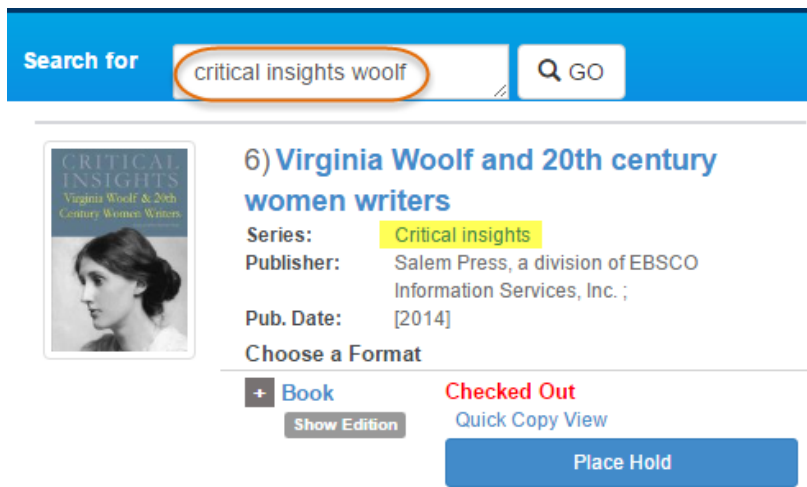 Search for
critical insights woolf
GO
CRITICAL
INSIGHTS
Virginia Woolf & 20th
Century Women Writers
6) Virginia Woolf and 20th century
women writers
Series: Critical insights
Publisher: Salem Press, a division of EBSCO
Information Services, Inc. ;
Pub. Date: [2014]
Choose a Format
+ Book Checked Out
Show Edition Quick Copy View
Place Hold